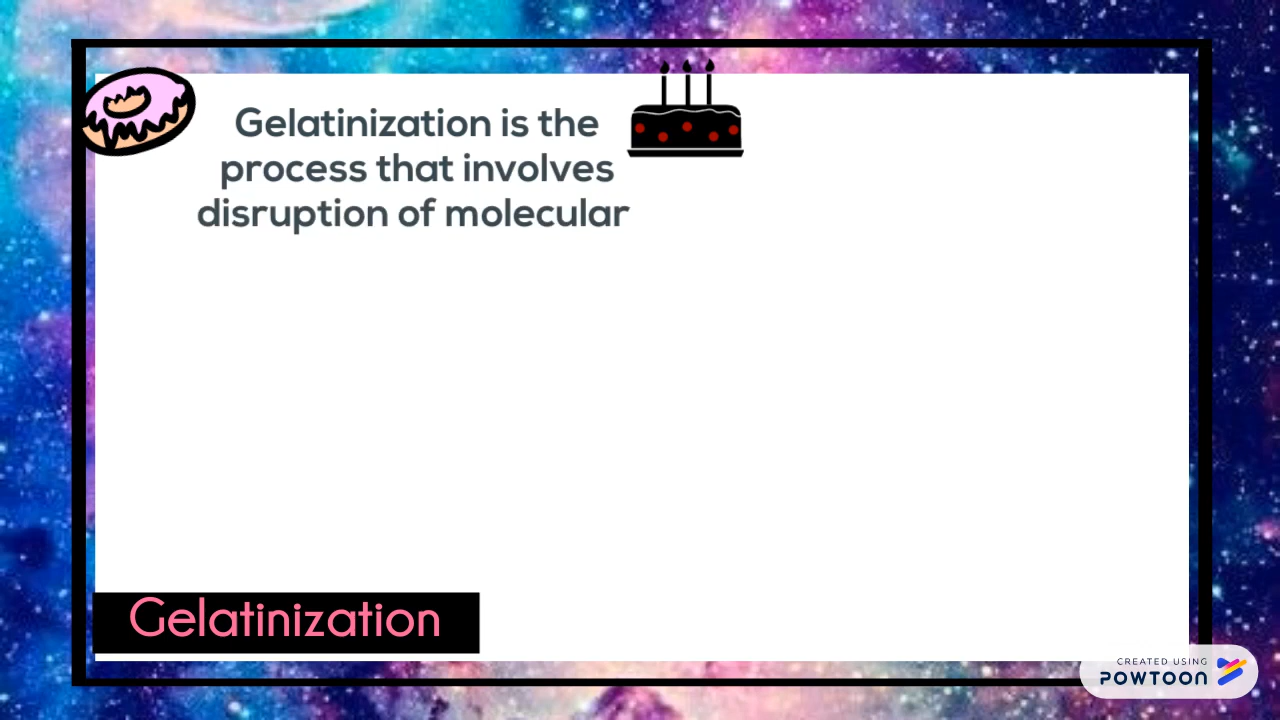 Gelatinization is the
process that involves
disruption of molecular
Gelatinization
CREATED USING
POWTOON